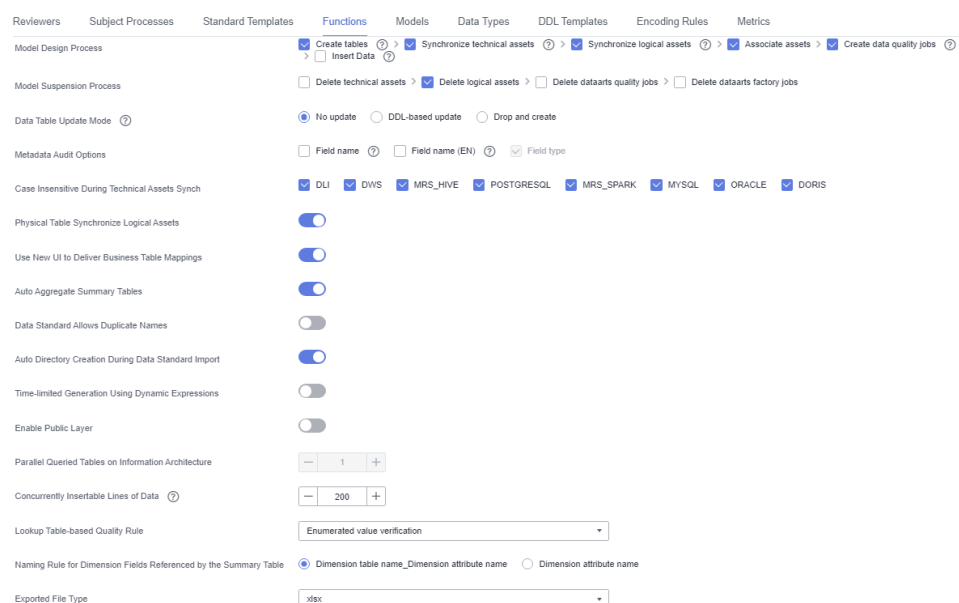 Reviewers Subject Processes Standard Templates Functions Models Data Types DDL Templates Encoding Rules Metrics
Model Design Process Create tables ? > Synchronize technical assets ? > Synchronize logical assets ? > Associate assets > Create data quality jobs ?
> Insert Data ?
Model Suspension Process Delete technical assets > Delete logical assets > Delete dataarts quality jobs > Delete dataarts factory jobs
Data Table Update Mode ? No update DDL-based update Drop and create
Metadata Audit Options Field name ? Field name (EN) ? Field type
Case Insensitive During Technical Assets Synch DLI DWS MRS_HIVE POSTGRESQL MRS_SPARK MYSQL ORACLE DORIS
Physical Table Synchronize Logical Assets
Use New UI to Deliver Business Table Mappings
Auto Aggregate Summary Tables
Data Standard Allows Duplicate Names
Auto Directory Creation During Data Standard Import
Time-limited Generation Using Dynamic Expressions
Enable Public Layer
Parallel Queried Tables on Information Architecture — 1 +
Concurrently Insertable Lines of Data ? — 200 +
Lookup Table-based Quality Rule Enumerated value verification
Naming Rule for Dimension Fields Referenced by the Summary Table Dimension table name_Dimension attribute name Dimension attribute name
Exported File Type xlsx